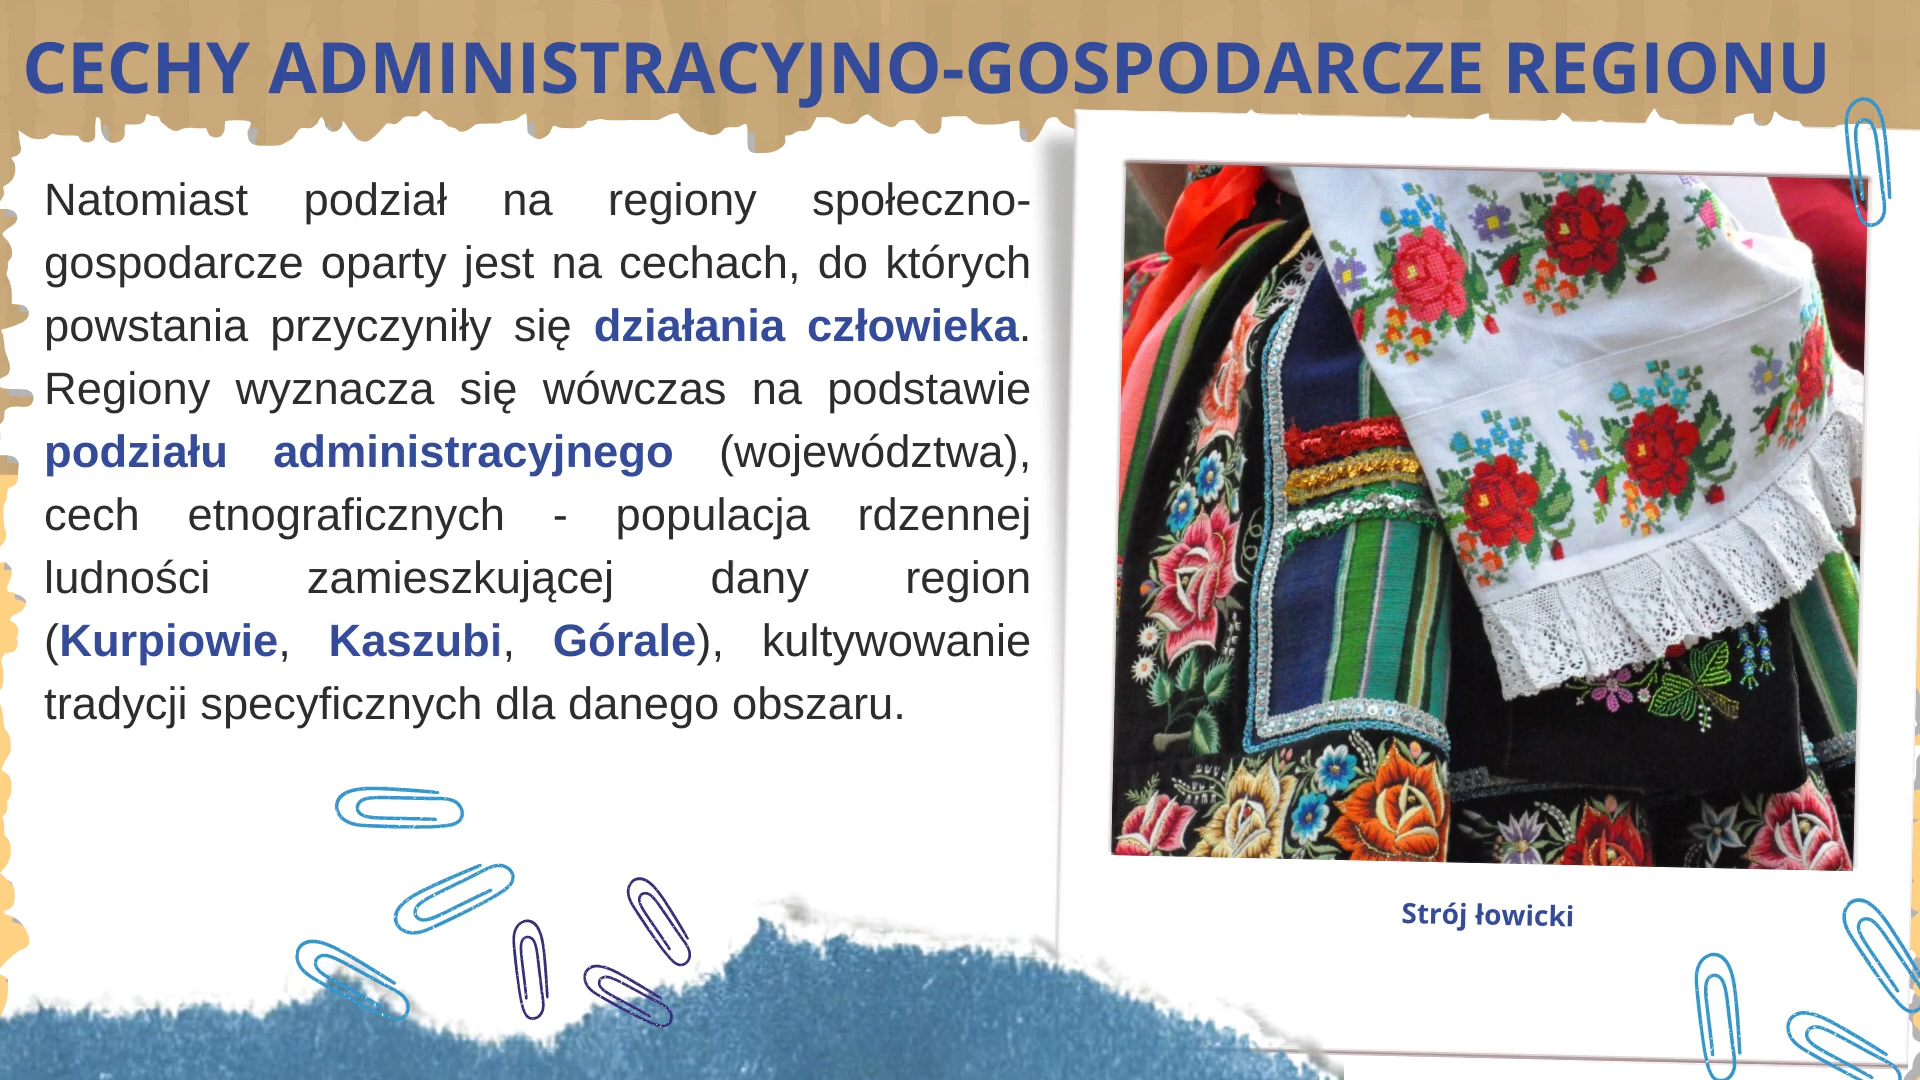 CECHY ADMINISTRACYJNO-GOSPODARCZE REGIONU
Natomiast podział na regiony społeczno-
gospodarcze oparty jest na cechach, do których
powstania przyczyniły się działania człowieka.
Regiony wyznacza się wówczas na podstawie
podziału administracyjnego (województwa),
cech etnograficznych - populacja rdzennej
ludności zamieszkującej dany region
(Kurpiowie, Kaszubi, Górale), kultywowanie
tradycji specyficznych dla danego obszaru.
Strój łowicki